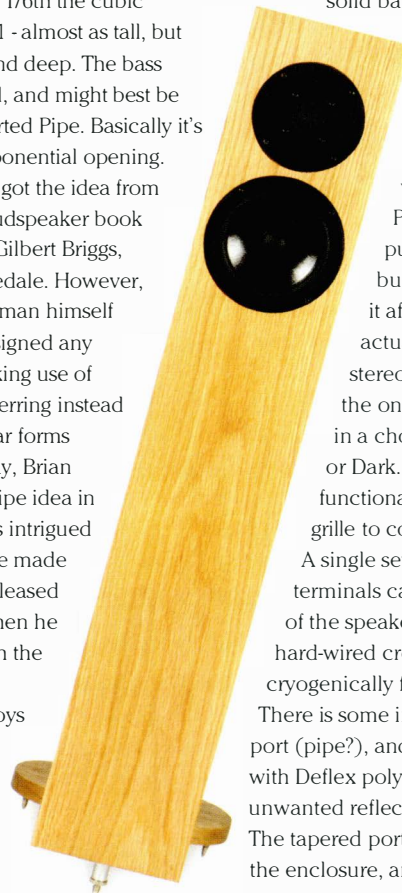 1/6th the cubic
- almost as tall, but
nd deep. The bass
l, and might best be
rted Pipe. Basically it's
ponential opening.
got the idea from
udspeaker book
Gilbert Briggs,
edale. However,
man himself
signed any
king use of
erring instead
ar forms
y, Brian
ipe idea in
s intrigued
e made
leased
hen he
n the
oys
solid ba
P
pu
bu
it af
actu
stereo
the on
in a cho
or Dark.
functiona
grille to co
A single se
terminals ca
of the speake
hard-wired cr
cryogenically f
There is some i
port (pipe?), and
with Deflex poly
unwanted reflec
The tapered port
the enclosure, a